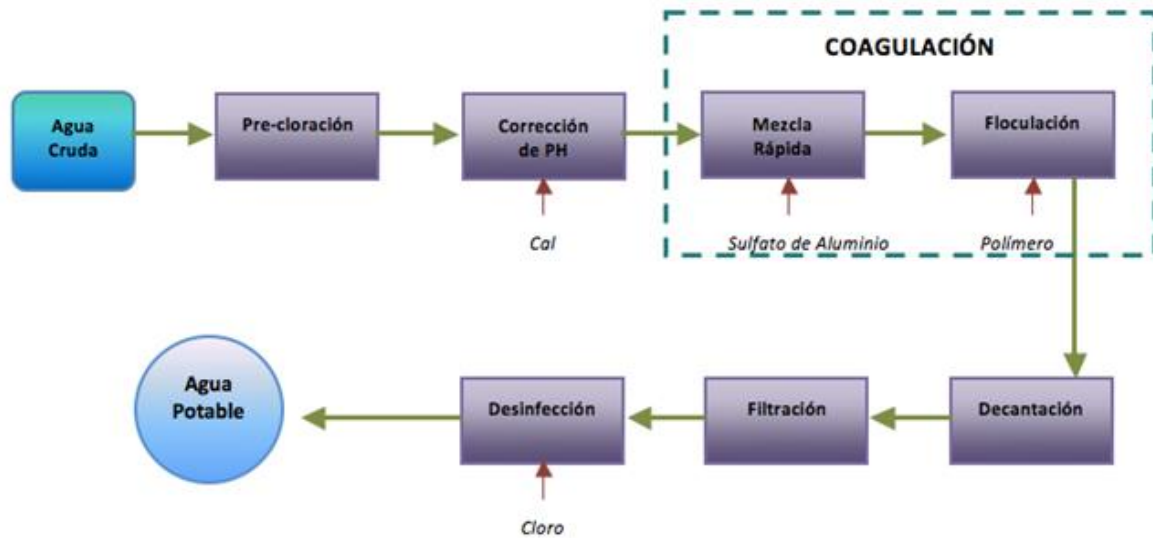 COAGULACIÓN
Agua
Cruda
Pre-cloración
Corrección
de PH
Mezcla
Rápida
Floculación
Cal
Sulfato de Aluminio
Polímero
Agua
Potable
Desinfección
Filtración
Decantación
Cloro